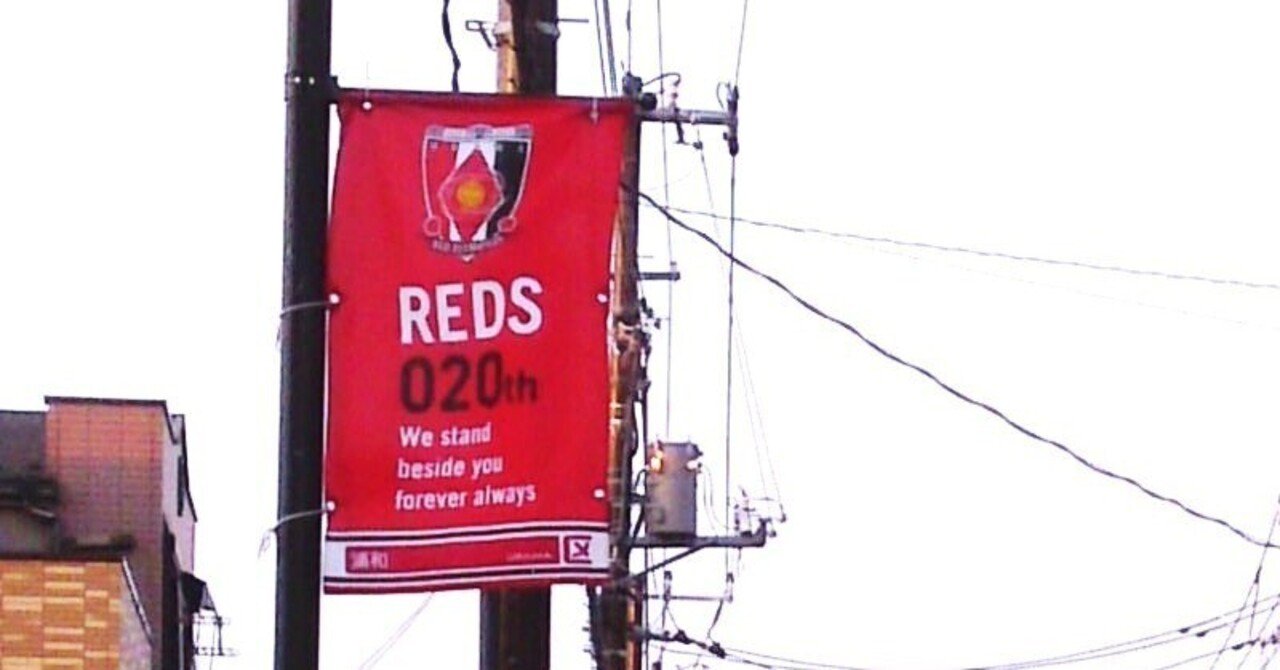 REDS
020th
We stand
beside you
forever always
浦和